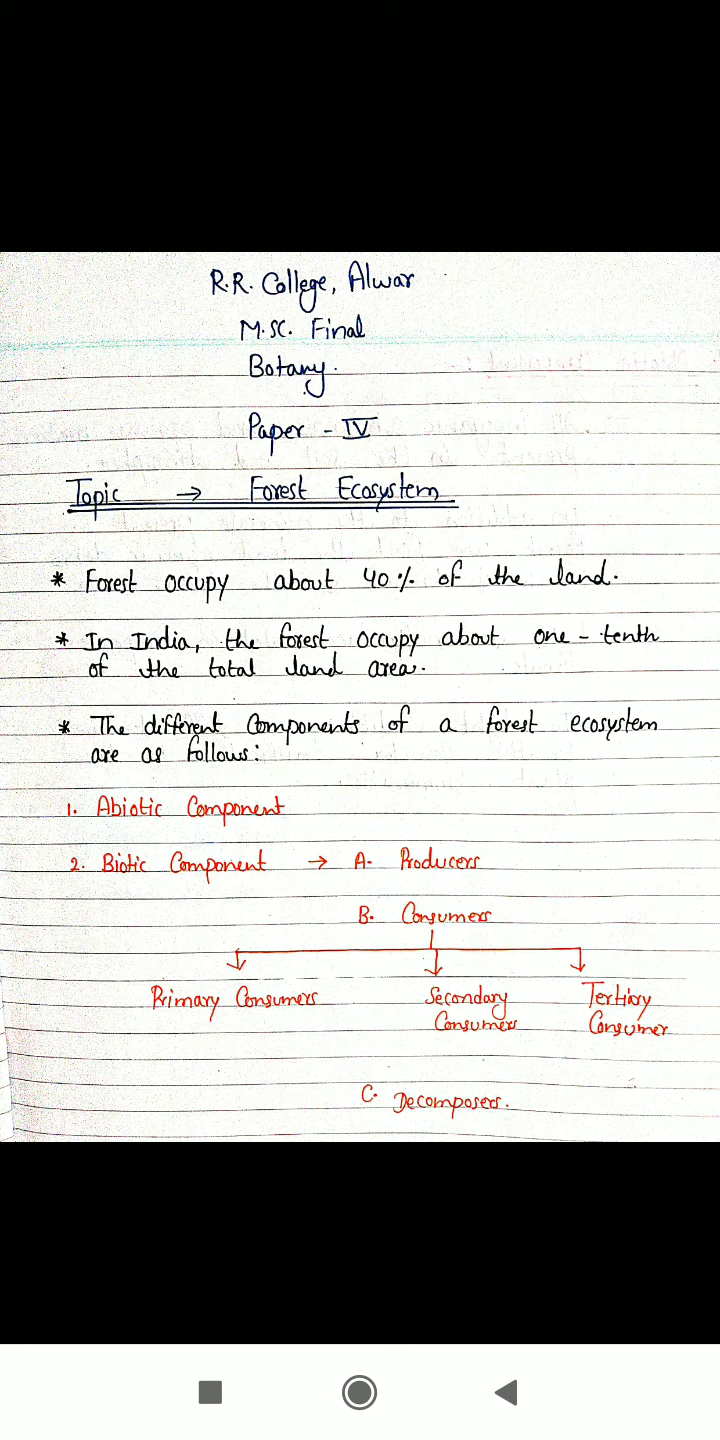 R.R. College, Alwar
M.SC. Final
Botany.
Paper - IV
Topic → Forest Ecosystem
* Forest occupy about 40% of the land.
* In India, the forest occupy about one - tenth
of the total land area.
* The different Components of a forest ecosystem
are as follows:
1. Abiotic Component
2. Biotic Component → A. Producers
B. Consumers
Primary Consumers Secondary Tertiary
Consumers Consumer
C. Decomposers.